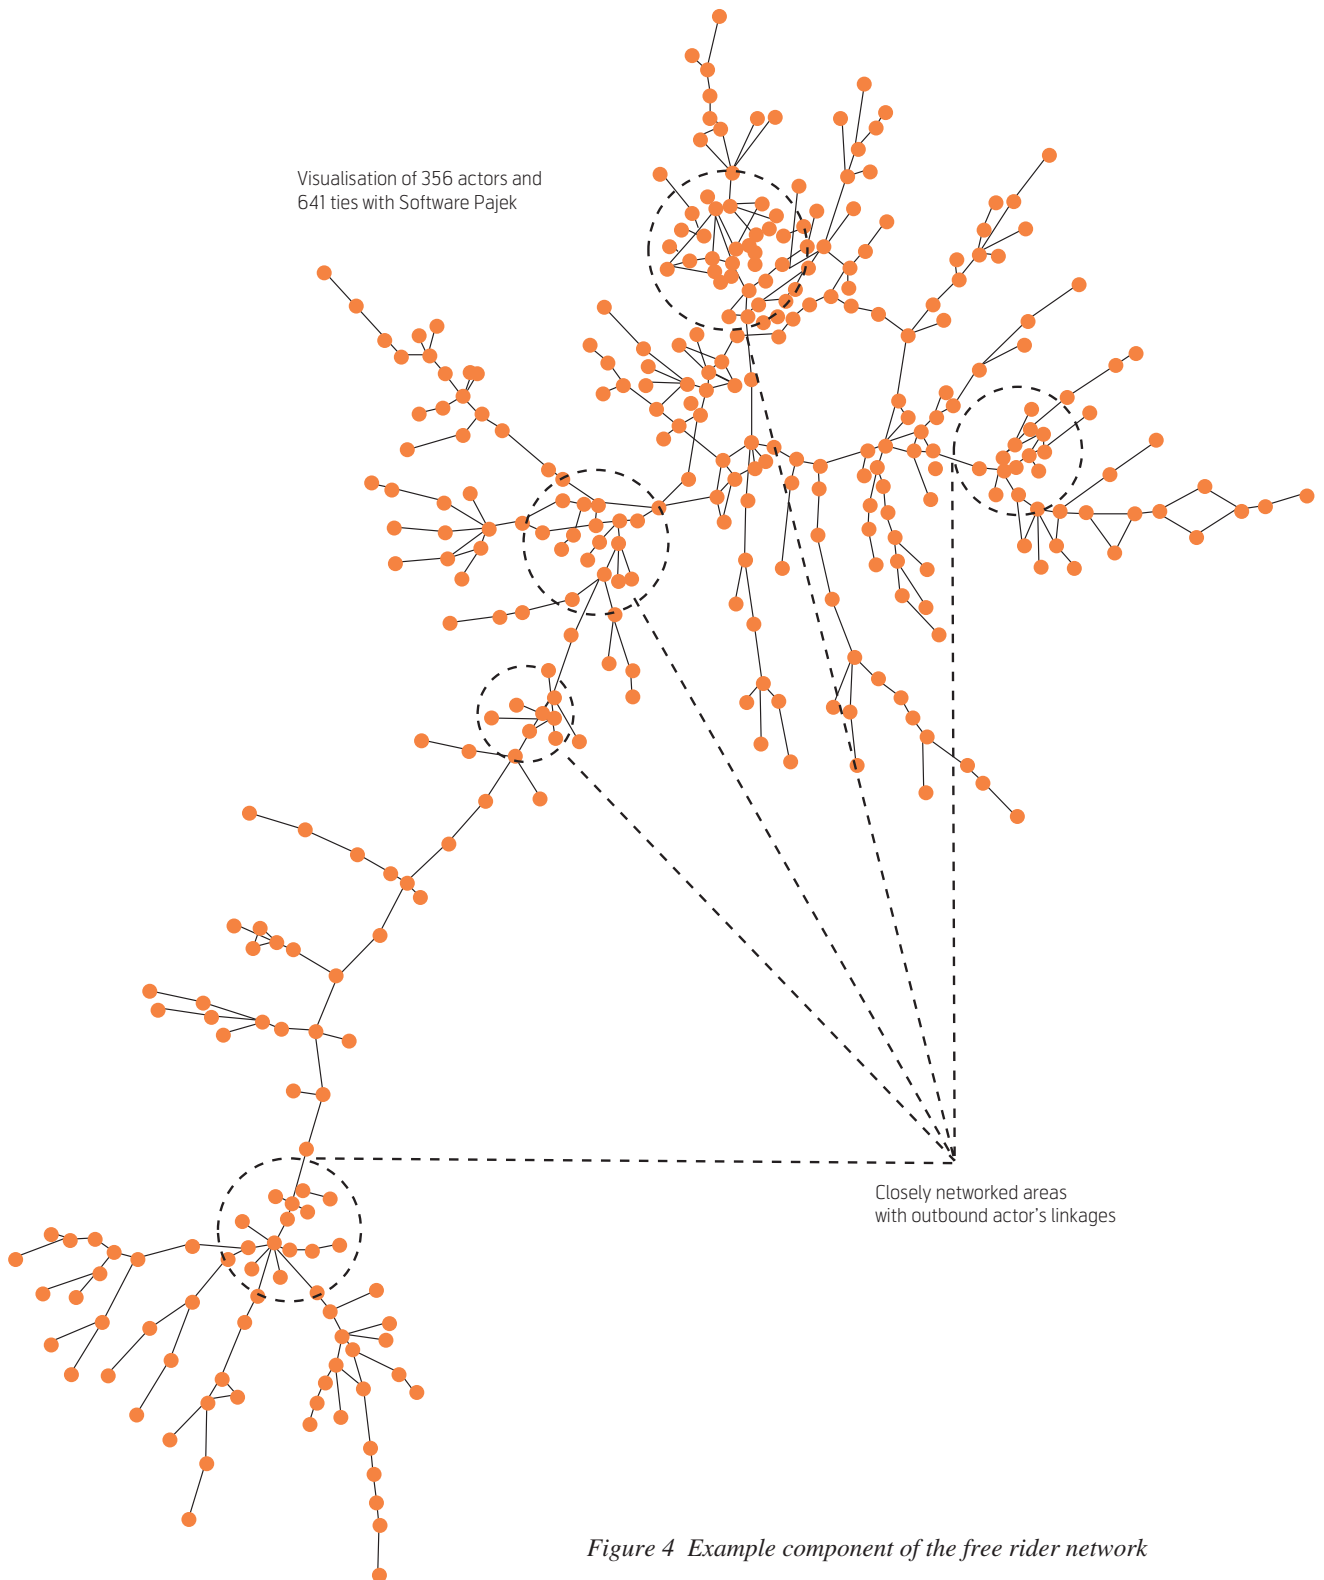 Visualisation of 356 actors and
641 ties with Software Pajek
Closely networked areas
with outbound actor's linkages
Figure 4  Example component of the free rider network